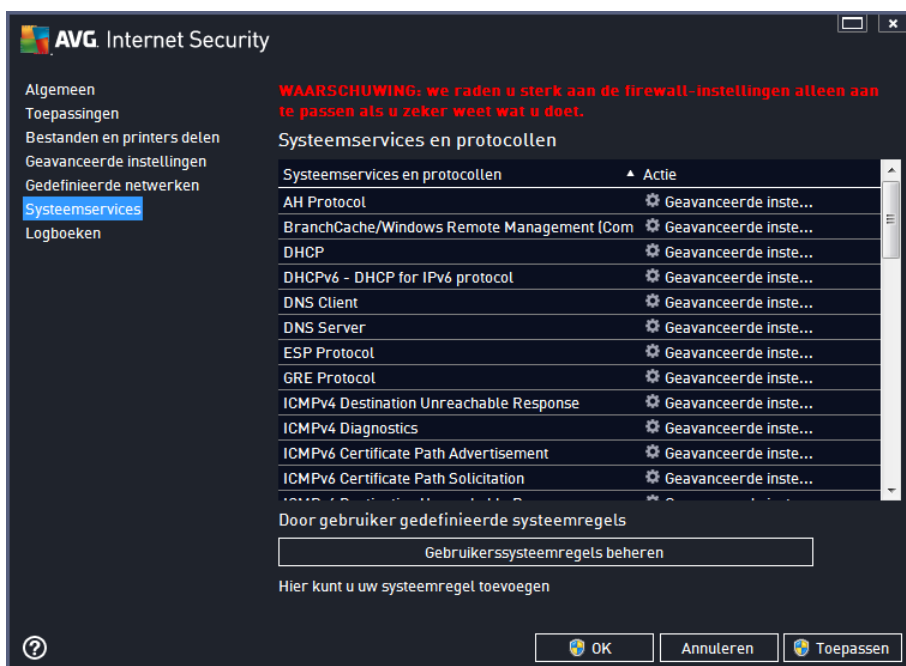 AVG. Internet Security
Algemeen
Toepassingen
Bestanden en printers delen
Geavanceerde instellingen
Gedefinieerde netwerken
Systeemservices
Logboeken
WAARSCHUWING: we raden u sterk aan de firewall-instellingen alleen aan
te passen als u zeker weet wat u doet.
Systeemservices en protocollen
Systeemservices en protocollen Actie
AH Protocol Geavanceerde inste...
BranchCache/Windows Remote Management (Com Geavanceerde inste...
DHCP Geavanceerde inste...
DHCPv6 - DHCP for IPv6 protocol Geavanceerde inste...
DNS Client Geavanceerde inste...
DNS Server Geavanceerde inste...
ESP Protocol Geavanceerde inste...
GRE Protocol Geavanceerde inste...
ICMPv4 Destination Unreachable Response Geavanceerde inste...
ICMPv4 Diagnostics Geavanceerde inste...
ICMPv6 Certificate Path Advertisement Geavanceerde inste...
ICMPv6 Certificate Path Solicitation Geavanceerde inste...
Door gebruiker gedefinieerde systeemregels
Gebruikerssysteemregels beheren
Hier kunt u uw systeemregel toevoegen
OK Annuleren Toepassen